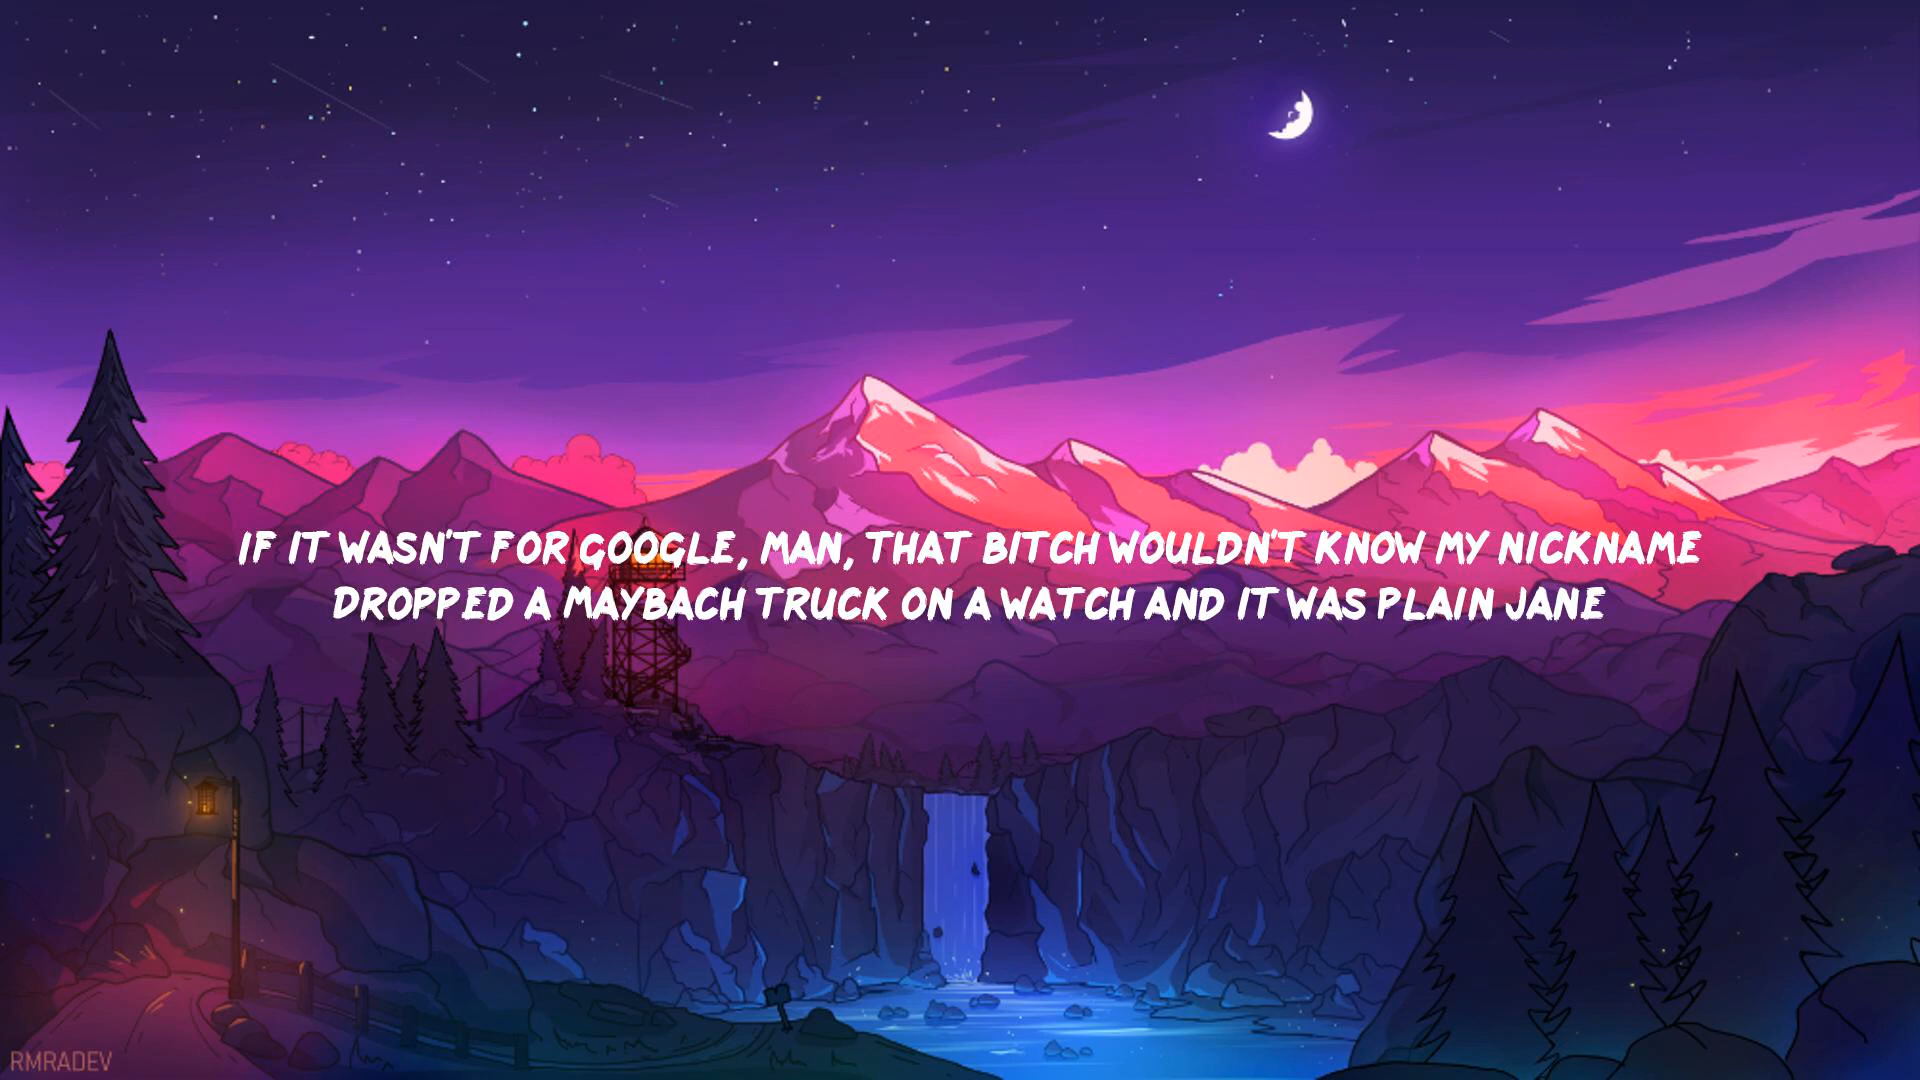 IF IT WASN'T FOR GOOGLE, MAN, THAT BITCH WOULDN'T KNOW MY NICKNAME
DROPPED A MAYBACH TRUCK ON A WATCH AND IT WAS PLAIN JANE
RMRADEV